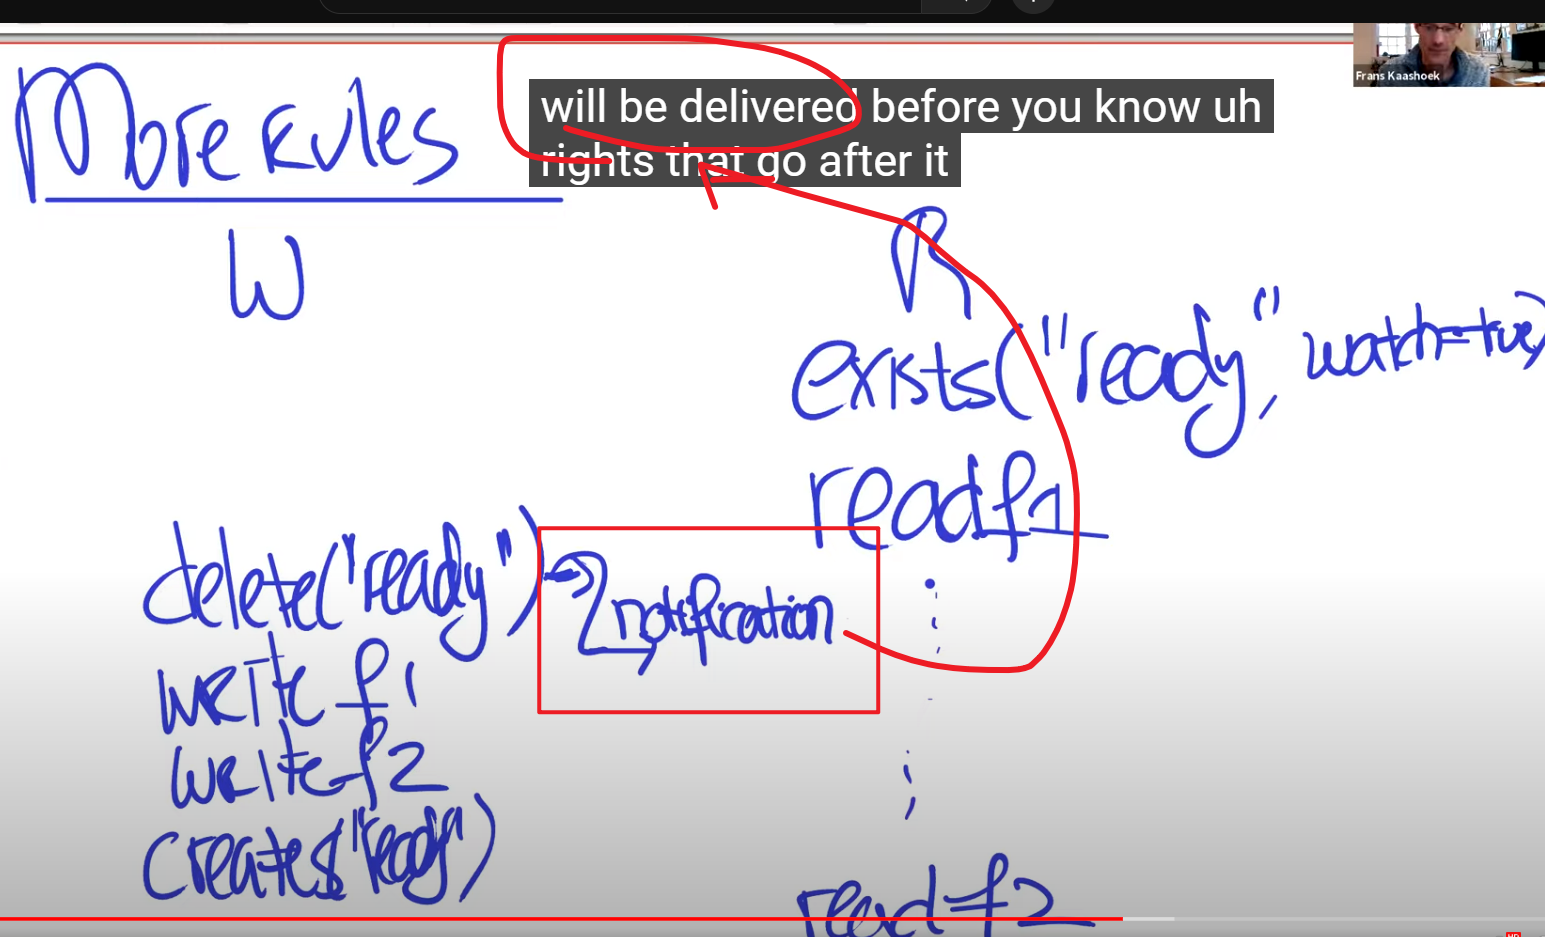 Frans Kaashoek
More Rules
will be delivered before you know uh
rights that go after it
W
R
exists("ready", watch=true)
read f1
delete("ready")
notification
write f1
write f2
create("ready")
read f2
HD